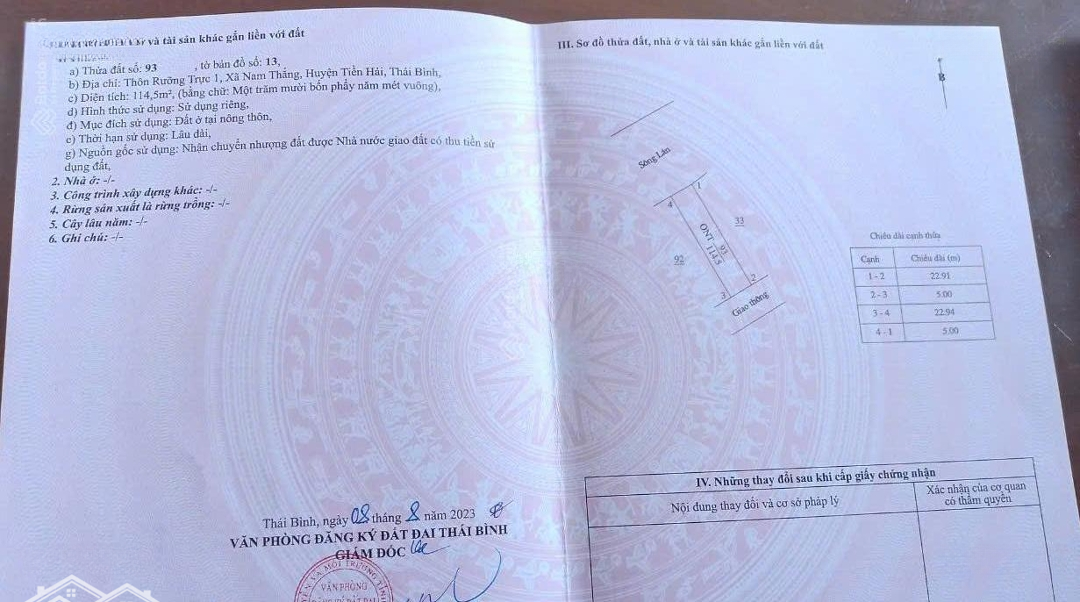 và tài sản khác gắn liền với đất
a) Thửa đất số: 93 , tờ bản đồ số: 13,
b) Địa chỉ: Thôn Rưỡng Trực 1, Xã Nam Thắng, Huyện Tiền Hải, Thái Bình,
c) Diện tích: 114,5m², (bằng chữ: Một trăm mười bốn phẩy năm mét vuông),
d) Hình thức sử dụng: Sử dụng riêng,
đ) Mục đích sử dụng: Đất ở tại nông thôn,
e) Thời hạn sử dụng: Lâu dài,
g) Nguồn gốc sử dụng: Nhận chuyển nhượng đất được Nhà nước giao đất có thu tiền sử
dụng đất,
2. Nhà ở: -/-
3. Công trình xây dựng khác: -/-
4. Rừng sản xuất là rừng trồng: -/-
5. Cây lâu năm: -/-
6. Ghi chú: -/-
Thái Bình, ngày 08 tháng 8 năm 2023
VĂN PHÒNG ĐĂNG KÝ ĐẤT ĐAI THÁI BÌNH
GIÁM ĐỐC
VĂN PHÒNG
III. Sơ đồ thửa đất, nhà ở và tài sản khác gắn liền với đất
B
Sông Lân
1
4
33
ONT 93
114.5
92
2
3
Giao thông
Chiều dài cạnh thửa
Cạnh Chiều dài (m)
1 - 2 22.91
2 - 3 5.00
3 - 4 22.94
4 - 1 5.00
IV. Những thay đổi sau khi cấp giấy chứng nhận
Nội dung thay đổi và cơ sở pháp lý
Xác nhận của cơ quan
có thẩm quyền